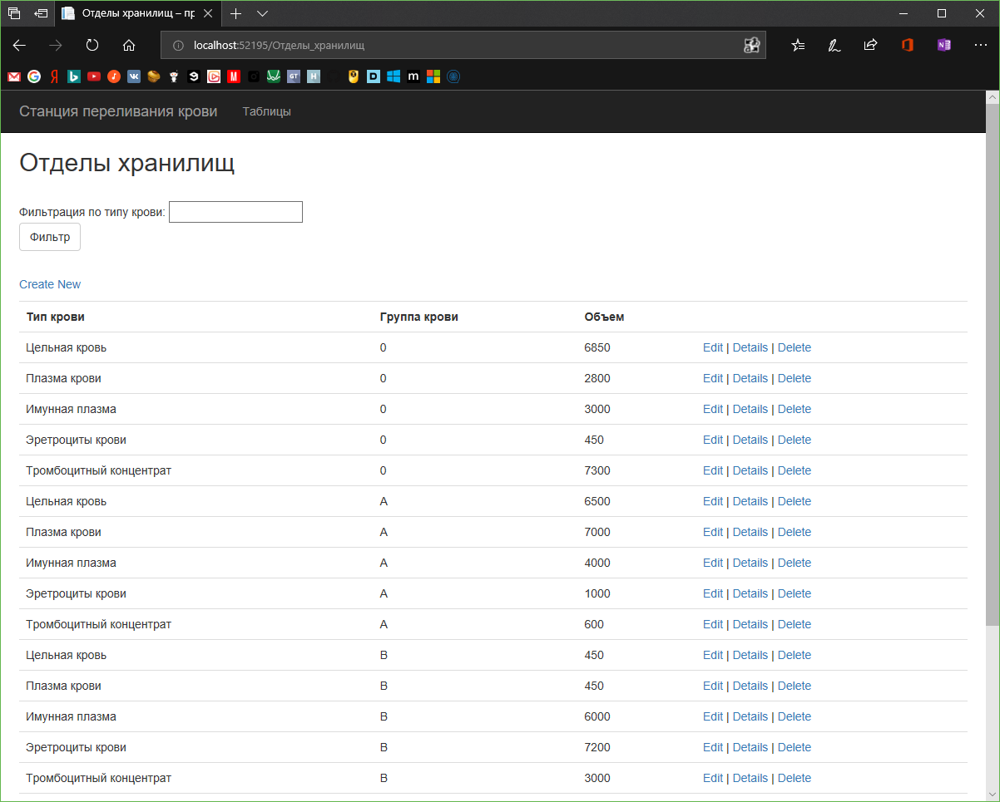 Отделы хранилищ – пр
localhost:52195/Отделы_хранилищ
Станция переливания крови Таблицы
Отделы хранилищ
Фильтрация по типу крови:
Фильтр
Create New
Тип крови Группа крови Объем
Цельная кровь 0 6850 Edit | Details | Delete
Плазма крови 0 2800 Edit | Details | Delete
Имунная плазма 0 3000 Edit | Details | Delete
Эретроциты крови 0 450 Edit | Details | Delete
Тромбоцитный концентрат 0 7300 Edit | Details | Delete
Цельная кровь A 6500 Edit | Details | Delete
Плазма крови A 7000 Edit | Details | Delete
Имунная плазма A 4000 Edit | Details | Delete
Эретроциты крови A 1000 Edit | Details | Delete
Тромбоцитный концентрат A 600 Edit | Details | Delete
Цельная кровь B 450 Edit | Details | Delete
Плазма крови B 450 Edit | Details | Delete
Имунная плазма B 6000 Edit | Details | Delete
Эретроциты крови B 7200 Edit | Details | Delete
Тромбоцитный концентрат B 3000 Edit | Details | Delete